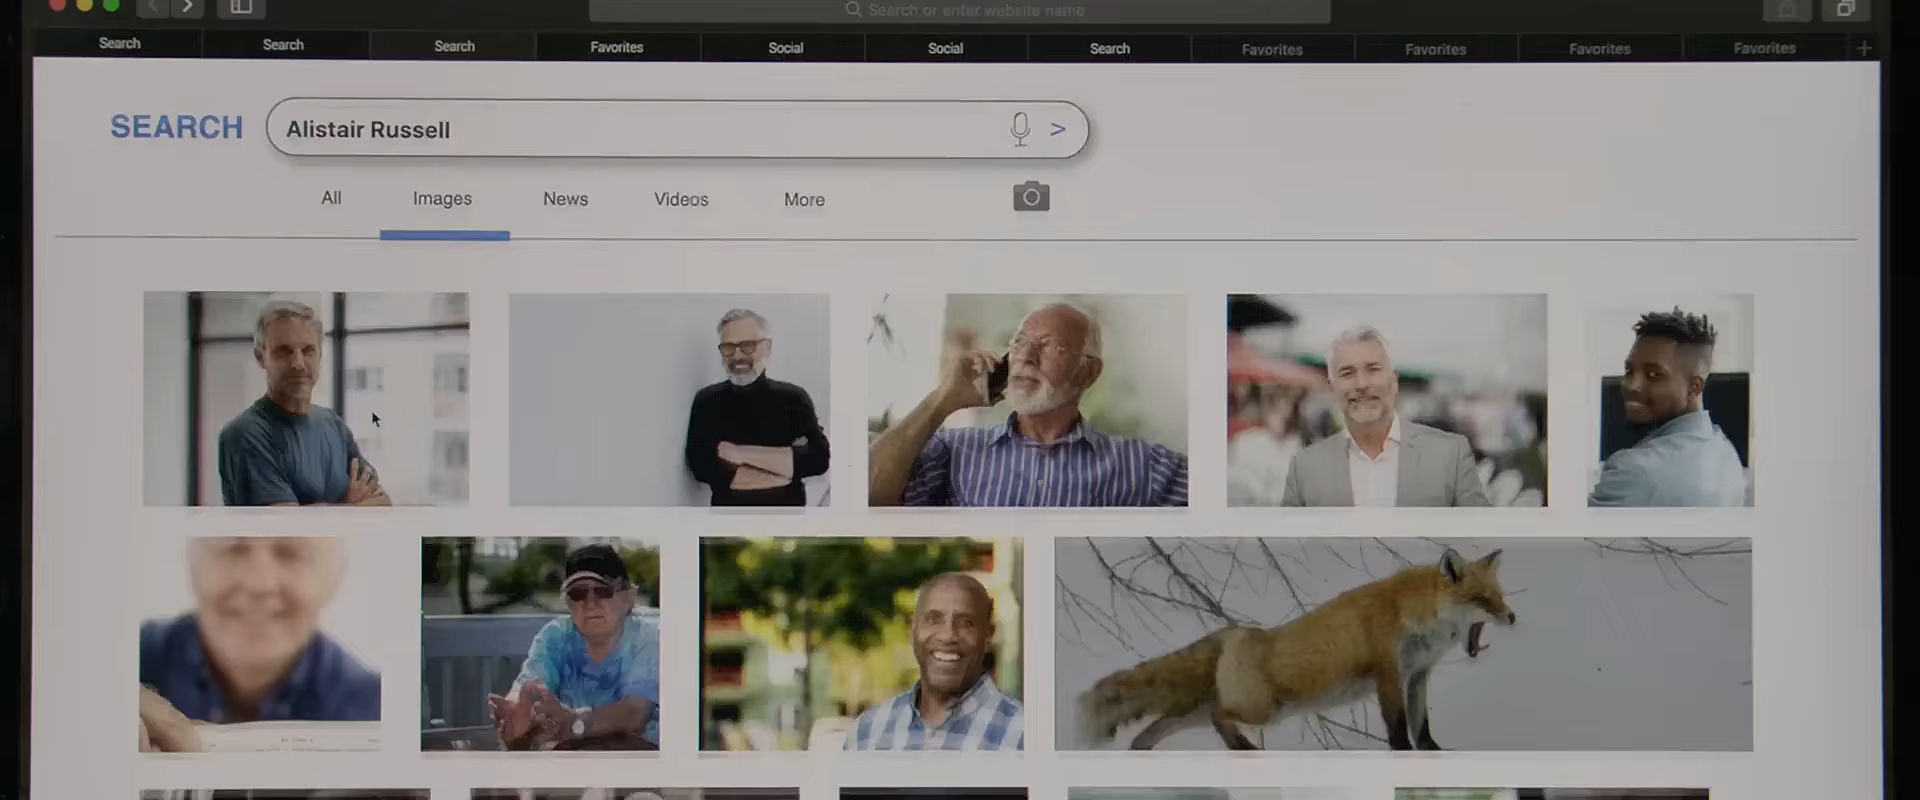 Search or enter website name
Search Search Search Favorites Social Social Search Favorites Favorites Favorites Favorites
SEARCH Alistair Russell >
All Images News Videos More